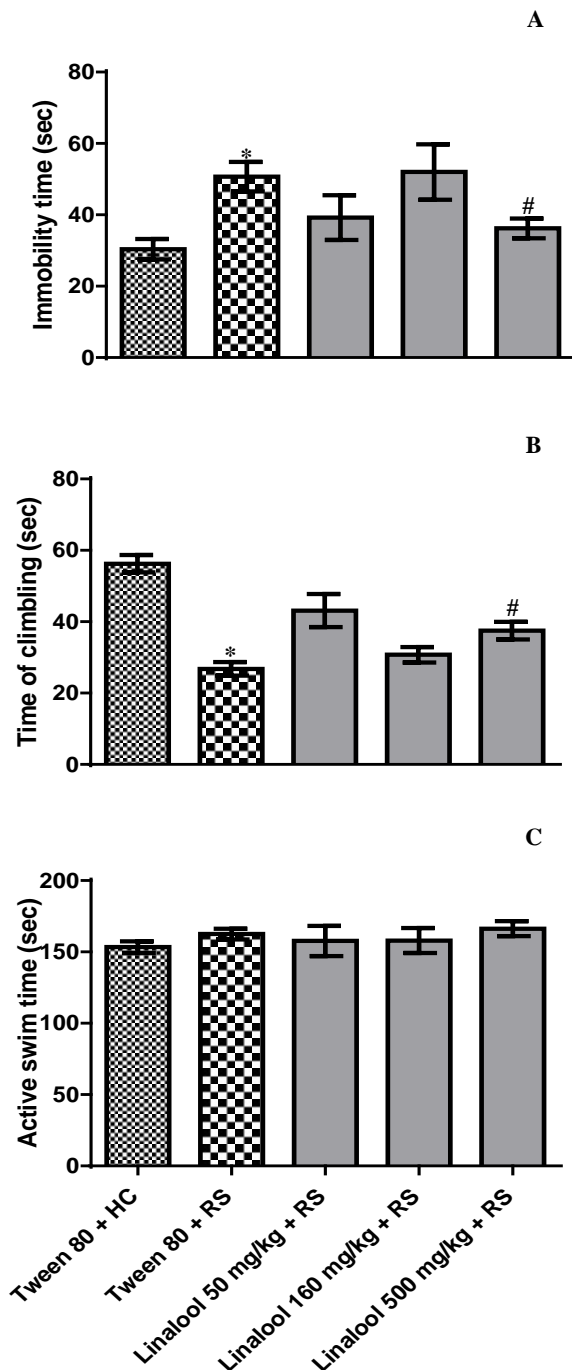 A
Immobility time (sec)
80
60
40
20
0
*
#
B
Time of climbling (sec)
80
60
40
20
0
*
#
C
Active swim time (sec)
200
150
100
50
0
Tween 80 + HC
Tween 80 + RS
Linalool 50 mg/kg + RS
Linalool 160 mg/kg + RS
Linalool 500 mg/kg + RS